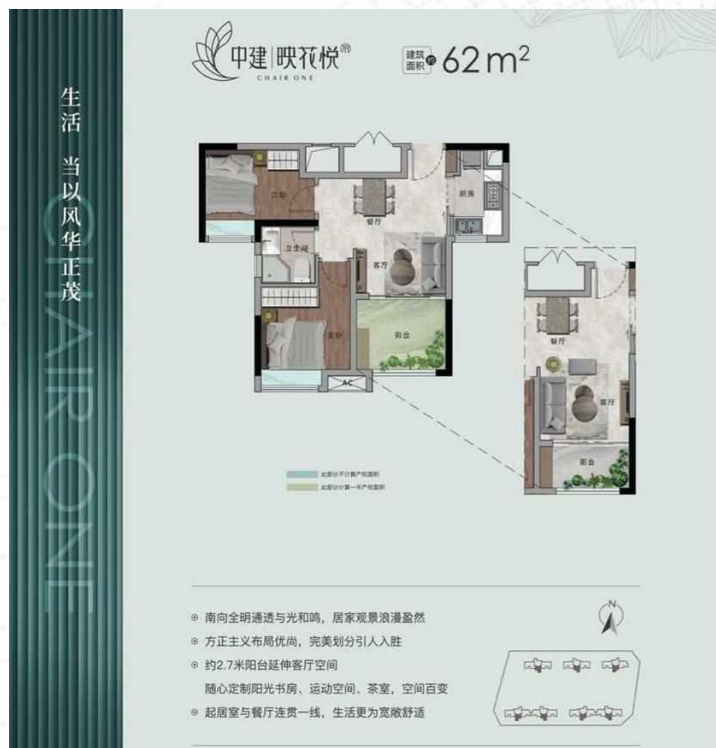 中建 映花悦 府
CHAIR ONE
建筑面积 约 62m²
生活 当以风华正茂
CHAIR ONE
次卧
餐厅
厨房
卫生间
客厅
主卧
阳台
AC
餐厅
客厅
阳台
此部分不计算产权面积
此部分计算一半产权面积
南向全明通透与光和鸣，居家观景浪漫盈然
方正主义布局优尚，完美划分引人入胜
约2.7米阳台延伸客厅空间
随心定制阳光书房、运动空间、茶室，空间百变
起居室与餐厅连贯一线，生活更为宽敞舒适
N